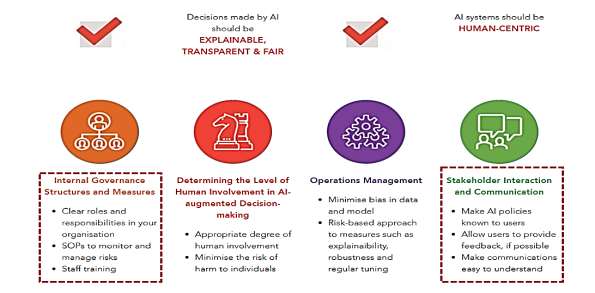 Decisions made by AI
should be
EXPLAINABLE,
TRANSPARENT & FAIR
AI systems should be
HUMAN-CENTRIC
Internal Governance
Structures and Measures
• Clear roles and
responsibilities in your
organisation
• SOPs to monitor and
manage risks
• Staff training
Determining the Level of
Human Involvement in AI-
augmented Decision-
making
• Appropriate degree of
human involvement
• Minimise the risk of
harm to individuals
Operations Management
• Minimise bias in data
and model
• Risk-based approach
to measures such as
explainability,
robustness and
regular tuning
Stakeholder Interaction
and Communication
• Make AI policies
known to users
• Allow users to provide
feedback, if possible
• Make communications
easy to understand